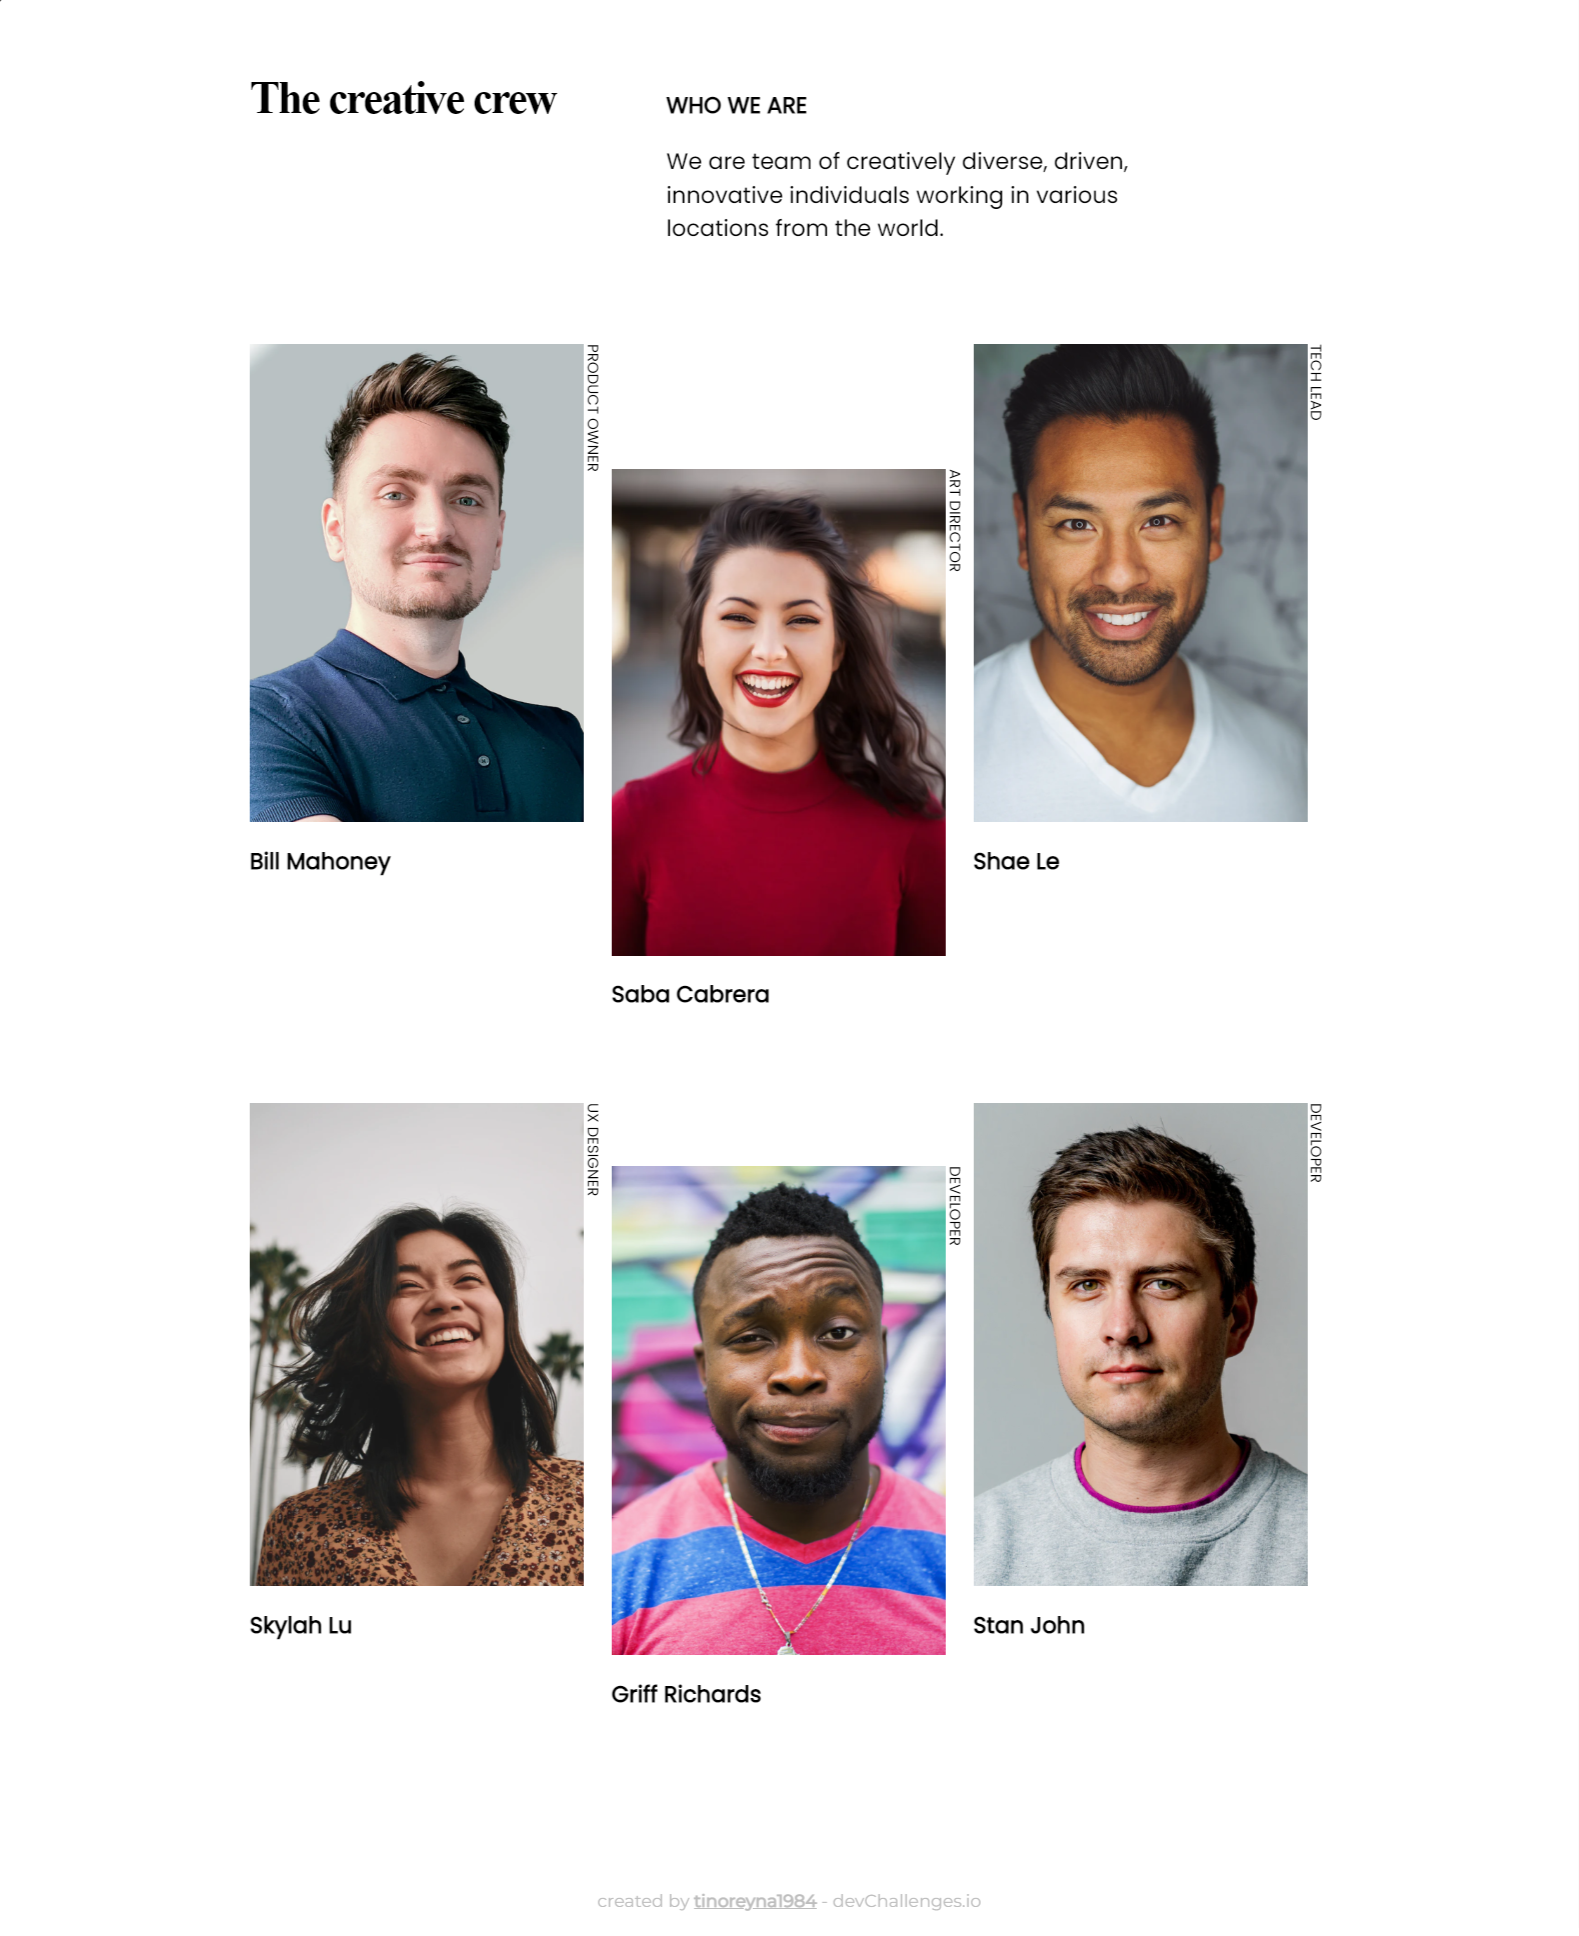 The creative crew
WHO WE ARE
We are team of creatively diverse, driven,
innovative individuals working in various
locations from the world.
PRODUCT OWNER
Bill Mahoney
ART DIRECTOR
Saba Cabrera
TECH LEAD
Shae Le
UX DESIGNER
Skylah Lu
DEVELOPER
Griff Richards
DEVELOPER
Stan John
created by tinoreyna1984 - devChallenges.io